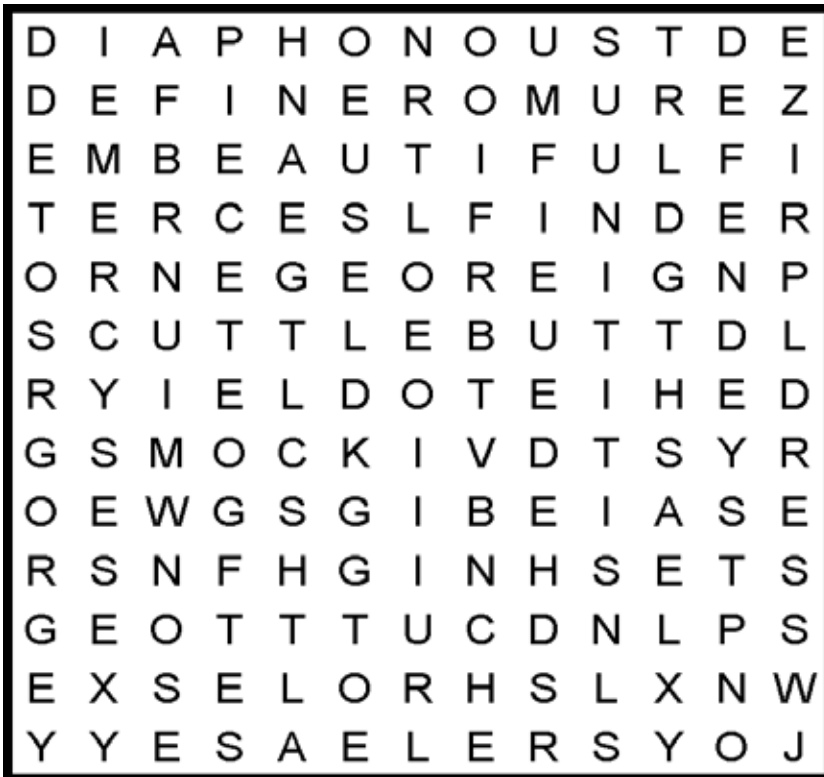 D I A P H O N O U S T D E
D E F I N E R O M U R E Z
E M B E A U T I F U L F I
T E R C E S L F I N D E R
O R N E G E O R E I G N P
S C U T T L E B U T T D L
R Y I E L D O T E I H E D
G S M O C K I V D T S Y R
O E W G S G I B E I A S E
R S N F H G I N H S E T S
G E O T T T U C D N L P S
E X S E L O R H S L X N W
Y Y E S A E L E R S Y O J